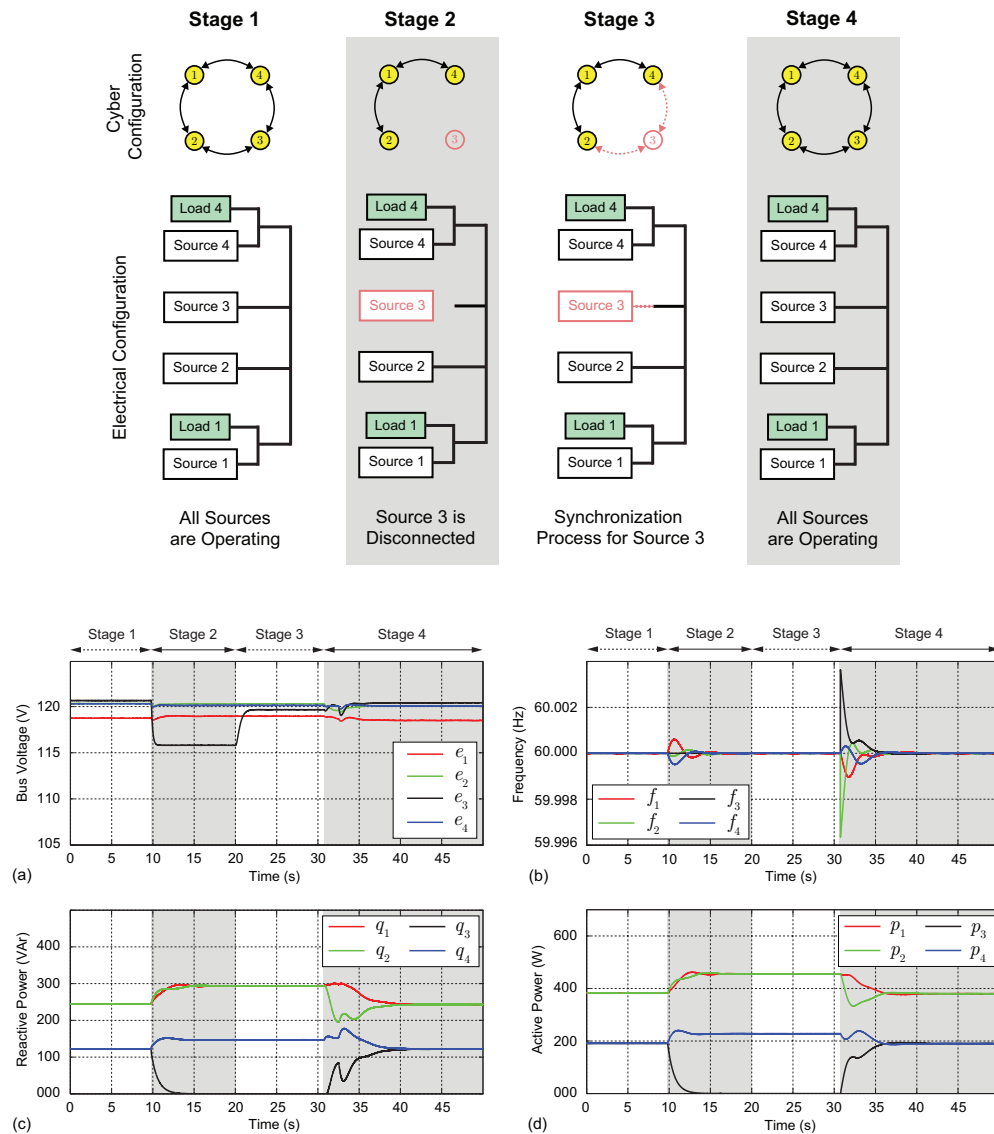 Stage 1
Stage 2
Stage 3
Stage 4
Cyber
Configuration
1
4
2
3
1
4
2
3
1
4
2
3
1
4
2
3
Electrical Configuration
Load 4
Source 4
Source 3
Source 2
Load 1
Source 1
Load 4
Source 4
Source 3
Source 2
Load 1
Source 1
Load 4
Source 4
Source 3
Source 2
Load 1
Source 1
Load 4
Source 4
Source 3
Source 2
Load 1
Source 1
All Sources
are Operating
Source 3 is
Disconnected
Synchronization
Process for Source 3
All Sources
are Operating
Stage 1 Stage 2 Stage 3 Stage 4
Bus Voltage (V)
120
115
110
105
e1
e2
e3
e4
0 5 10 15 20 25 30 35 40 45
Time (s)
(a)
Stage 1 Stage 2 Stage 3 Stage 4
Frequency (Hz)
60.002
60.000
59.998
59.996
f1 f3
f2 f4
0 5 10 15 20 25 30 35 40 45
Time (s)
(b)
Reactive Power (VAr)
400
300
200
100
000
q1 q3
q2 q4
0 5 10 15 20 25 30 35 40 45
Time (s)
(c)
Active Power (W)
600
400
200
000
p1 p3
p2 p4
0 5 10 15 20 25 30 35 40 45
Time (s)
(d)